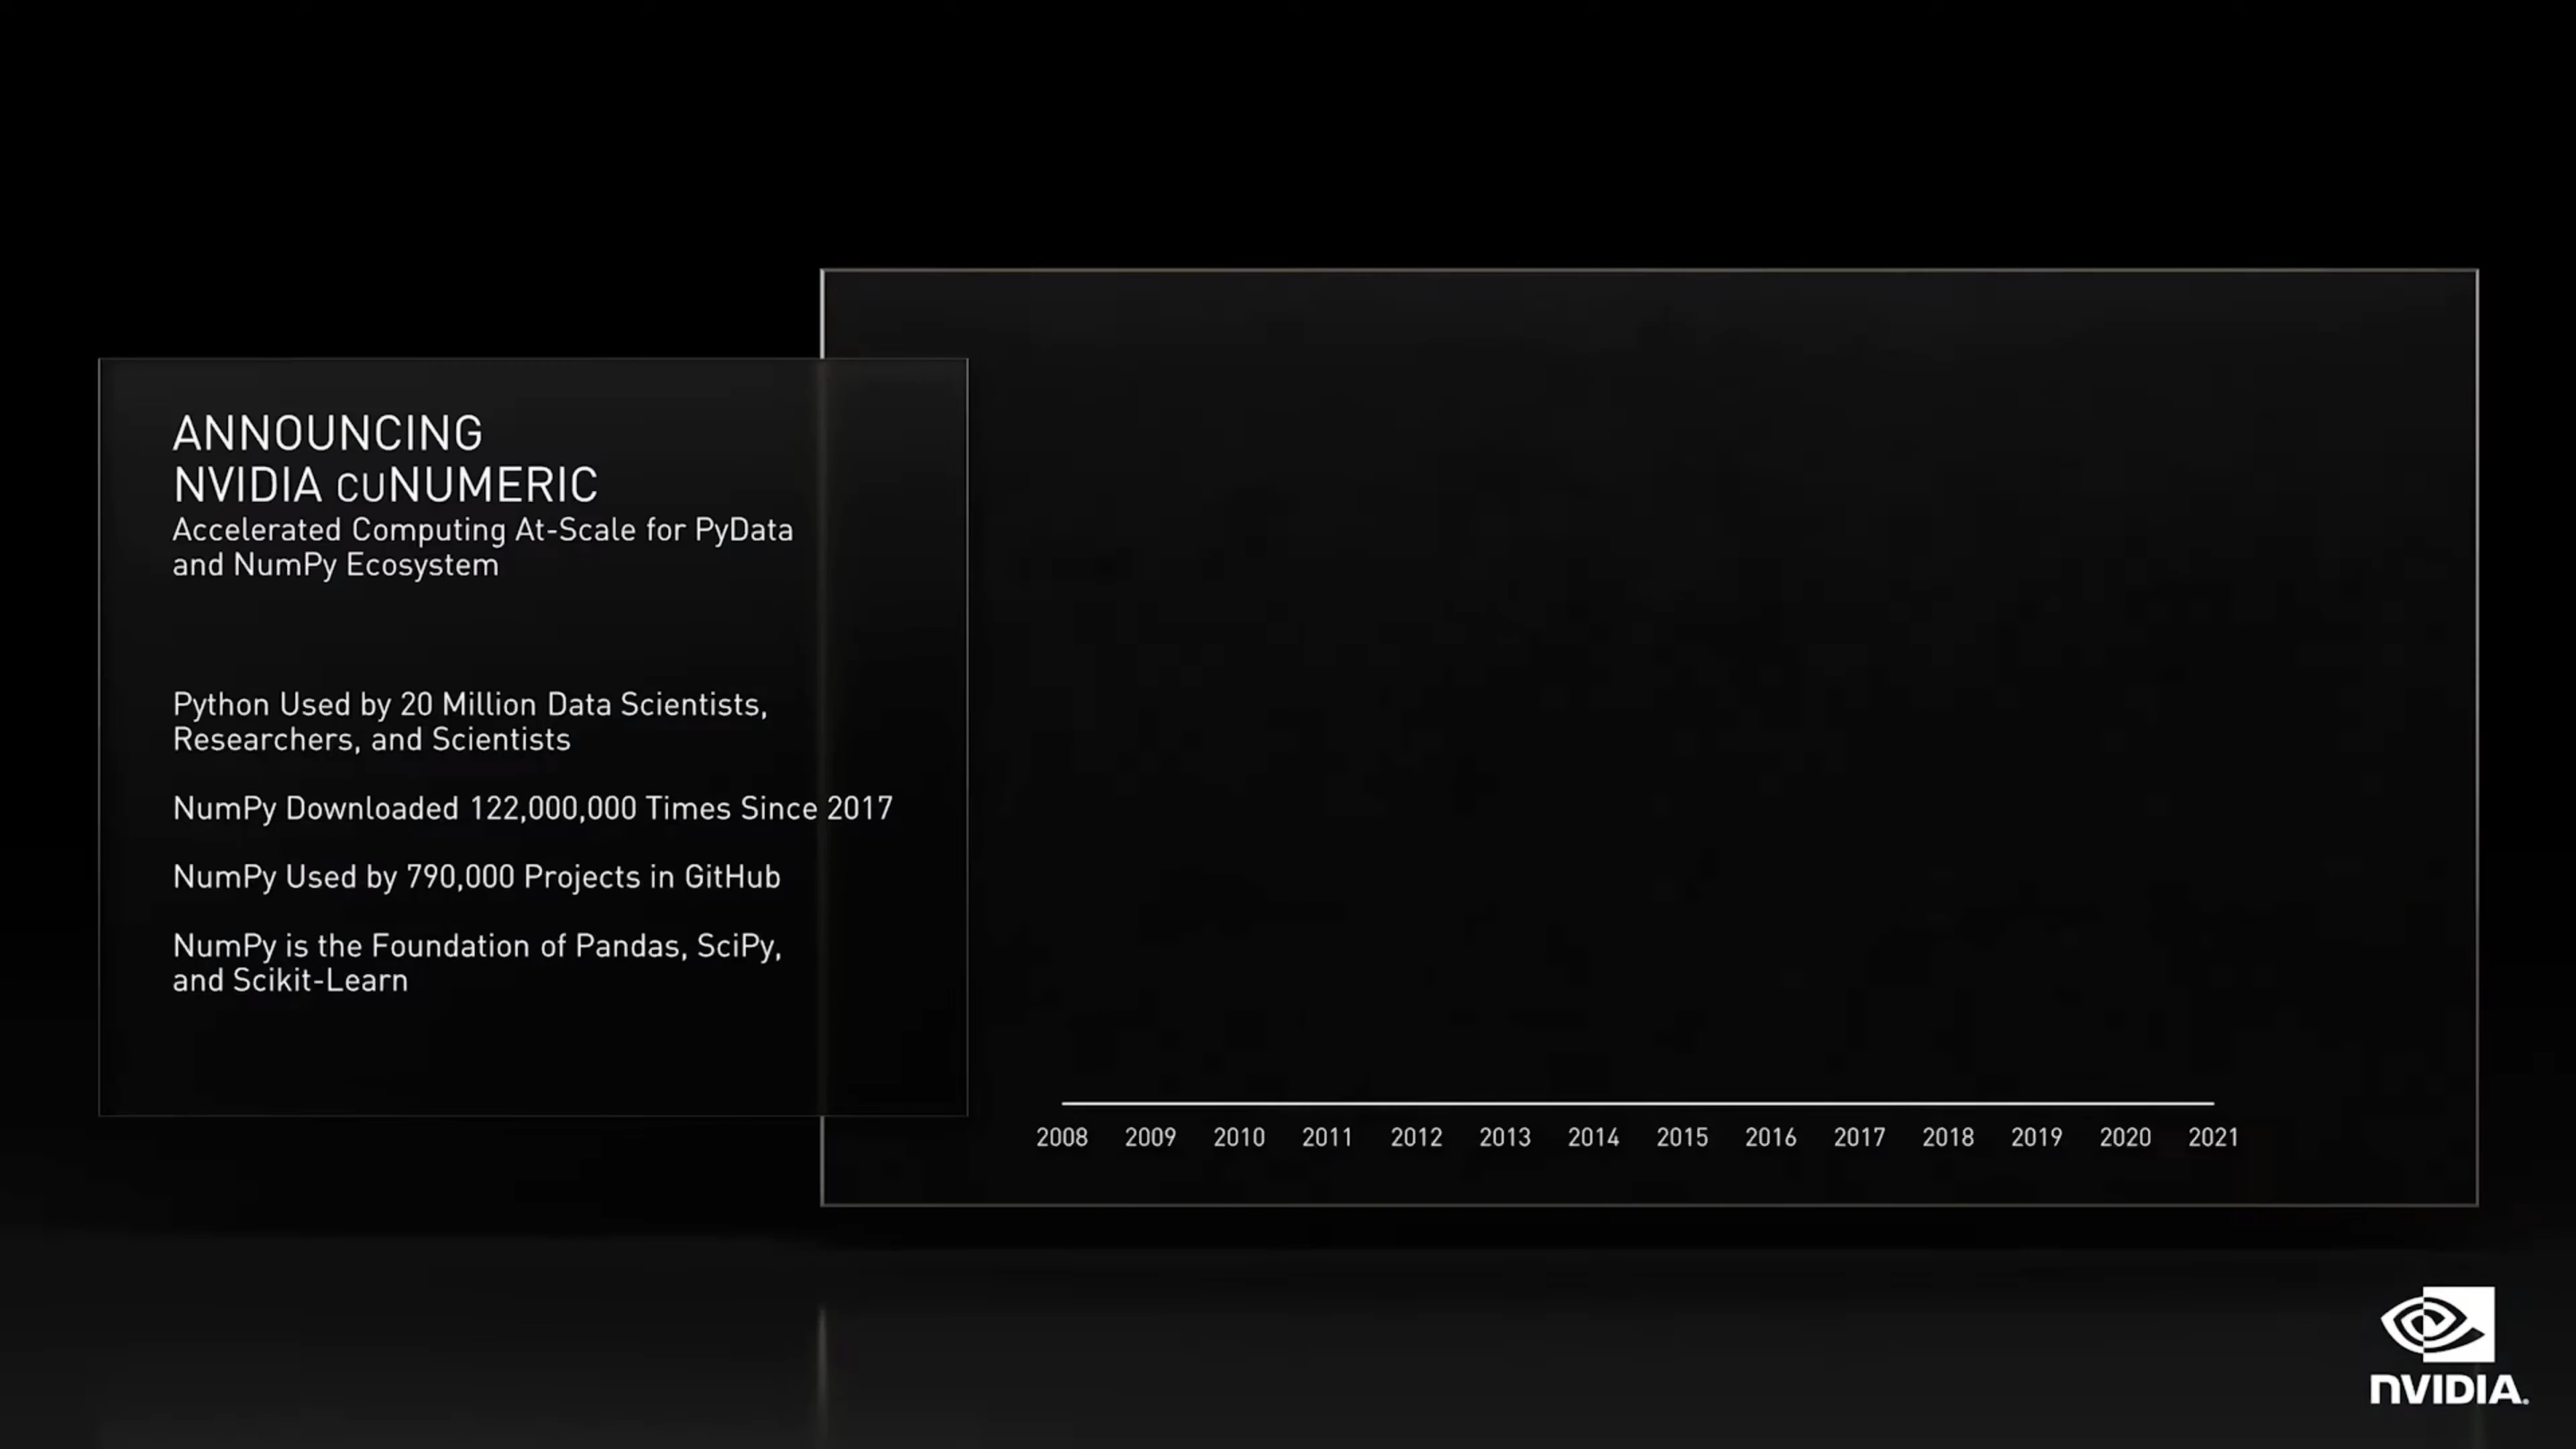 ANNOUNCING
NVIDIA cuNUMERIC
Accelerated Computing At-Scale for PyData
and NumPy Ecosystem
Python Used by 20 Million Data Scientists,
Researchers, and Scientists
NumPy Downloaded 122,000,000 Times Since 2017
NumPy Used by 790,000 Projects in GitHub
NumPy is the Foundation of Pandas, SciPy,
and Scikit-Learn
2008 2009 2010 2011 2012 2013 2014 2015 2016 2017 2018 2019 2020 2021
NVIDIA.